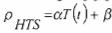 ρ_HTS = αT(t) + β